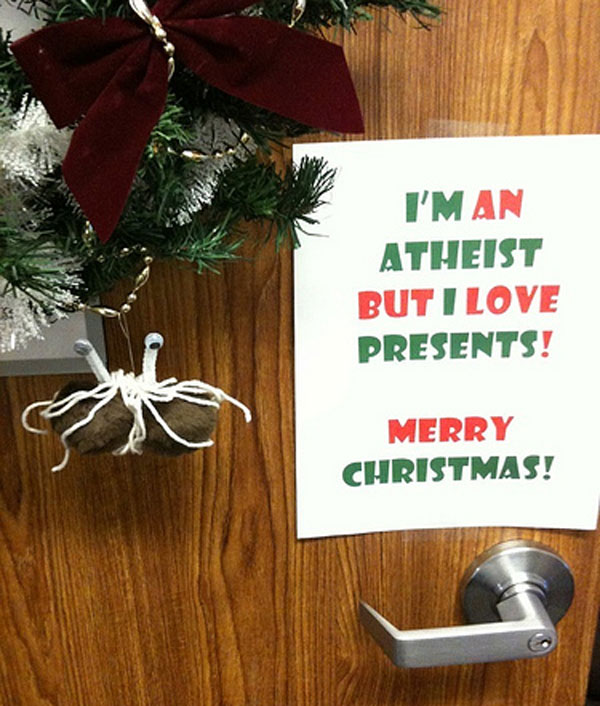 I'M AN
ATHEIST
BUT I LOVE
PRESENTS!
MERRY
CHRISTMAS!